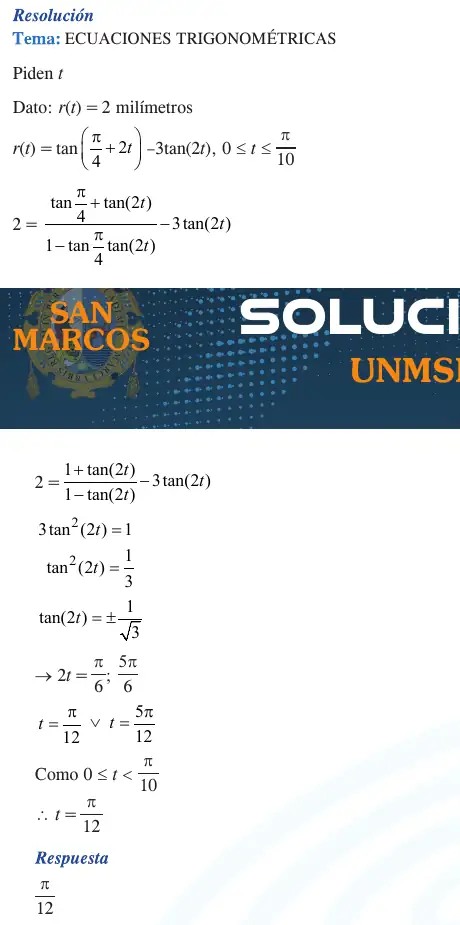 Resolución
Tema: ECUACIONES TRIGONOMÉTRICAS
Piden t
Dato: r(t) = 2 milímetros
r(t) = tan(π/4 + 2t) –3tan(2t), 0 ≤ t ≤ π/10
2 = (tan π/4 + tan(2t))/(1 − tan π/4 tan(2t)) − 3 tan(2t)
SAN
MARCOS
SOLUCI
UNMS
2 = (1 + tan(2t))/(1 − tan(2t)) − 3 tan(2t)
3 tan²(2t) = 1
tan²(2t) = 1/3
tan(2t) = ± 1/√3
→ 2t = π/6; 5π/6
t = π/12 ∨ t = 5π/12
Como 0 ≤ t < π/10
∴ t = π/12
Respuesta
π/12